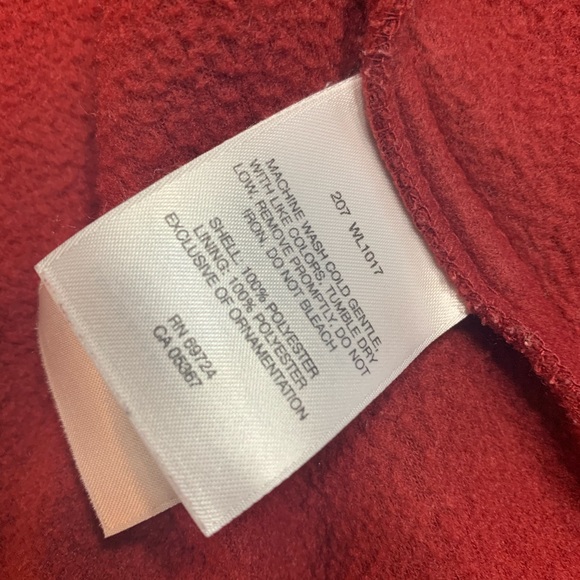 207 WL1017
MACHINE WASH COLD GENTLE,
WITH LIKE COLORS, TUMBLE DRY
LOW, REMOVE PROMPTLY, DO NOT
IRON, DO NOT BLEACH
SHELL: 100% POLYESTER
LINING: 100% POLYESTER
EXCLUSIVE OF ORNAMENTATION
RN 69724
CA 05367